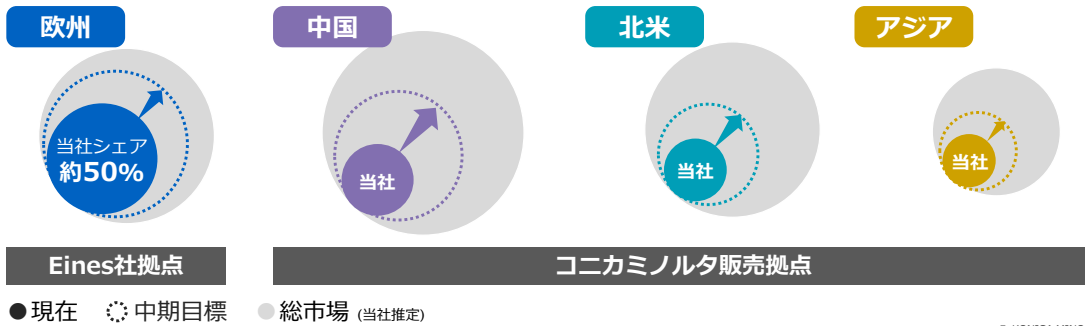 欧州
中国
北米
アジア
当社シェア
約50%
当社
当社
当社
Eines社拠点
コニカミノルタ販売拠点
現在
中期目標
総市場 (当社推定)